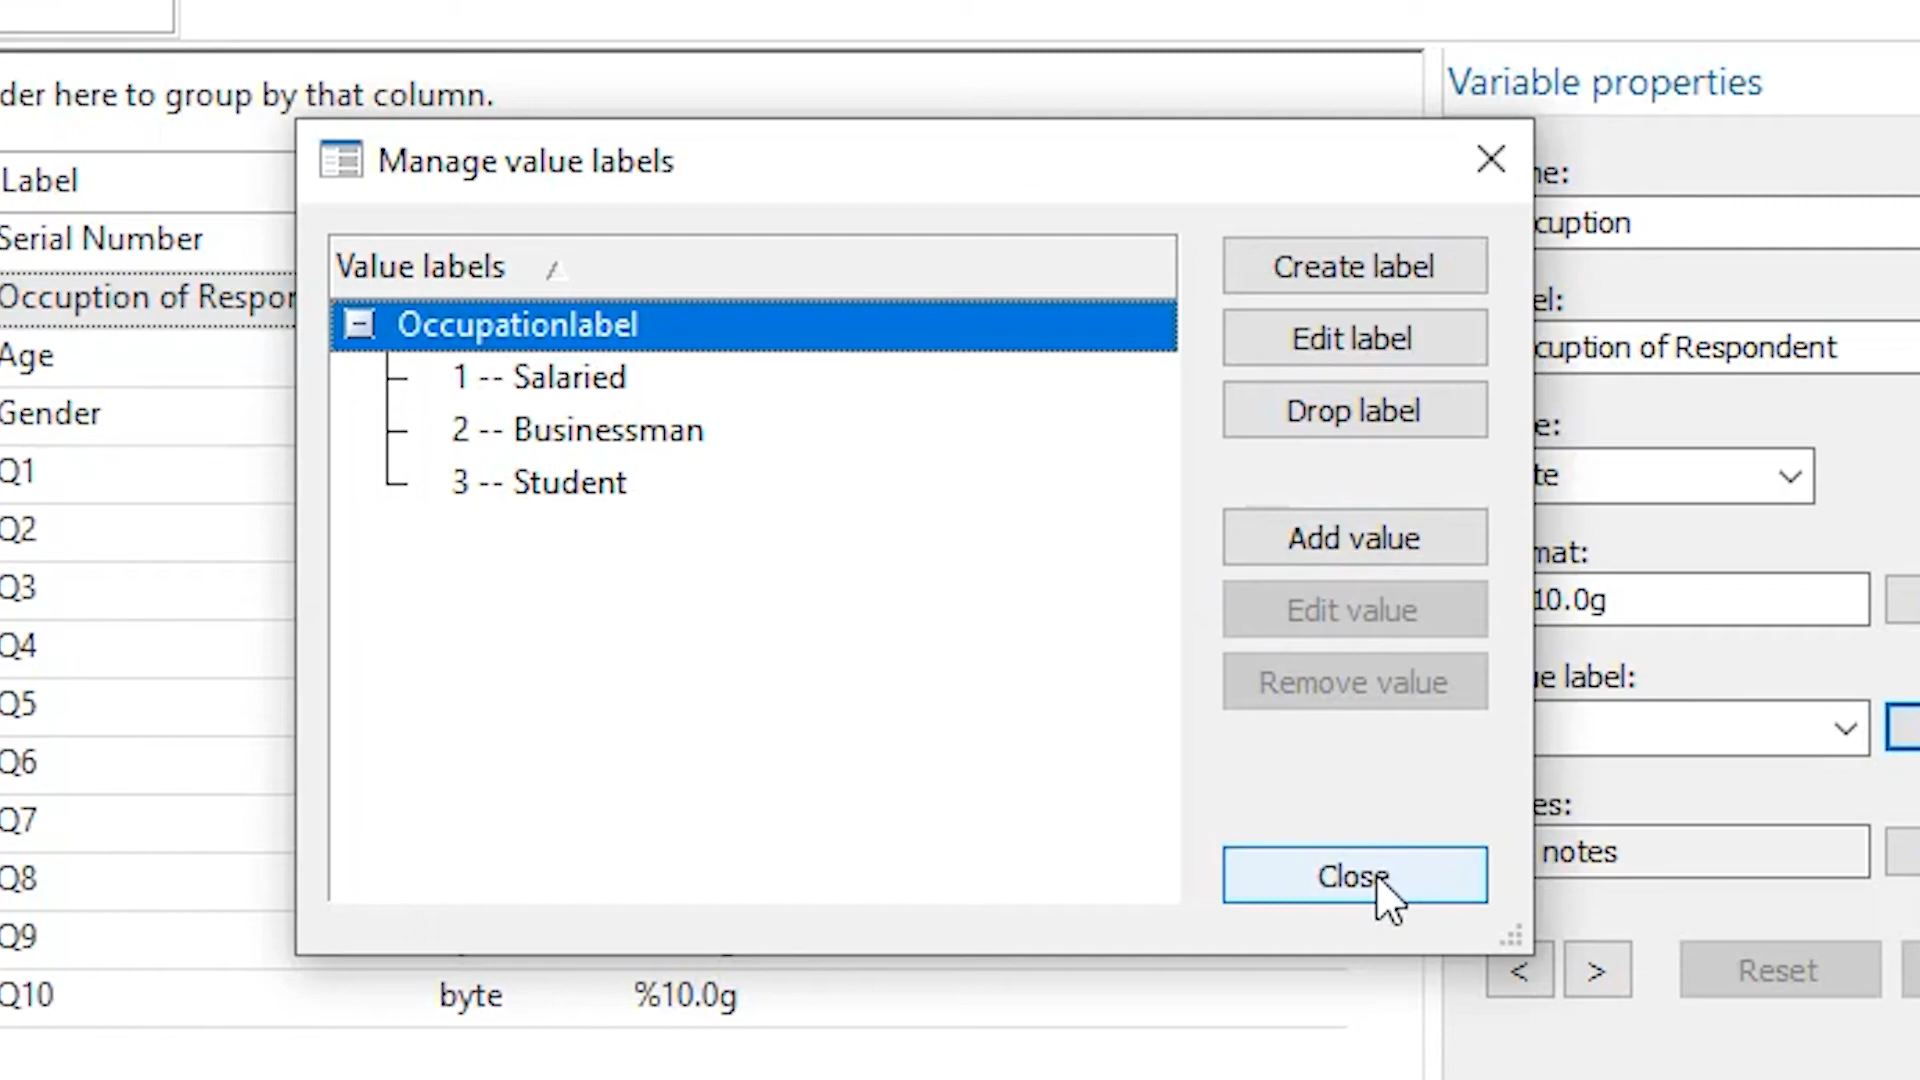 der here to group by that column.
Variable properties
Manage value labels
Label
Serial Number
Occuption of Respor
Age
Gender
Q1
Q2
Q3
Q4
Q5
Q6
Q7
Q8
Q9
Q10 byte %10.0g
Value labels
Occupationlabel
1 -- Salaried
2 -- Businessman
3 -- Student
Create label
Edit label
Drop label
Add value
Edit value
Remove value
Close
ne:
cuption
el:
cuption of Respondent
e:
te
mat:
10.0g
ue label:
es:
notes
< > Reset